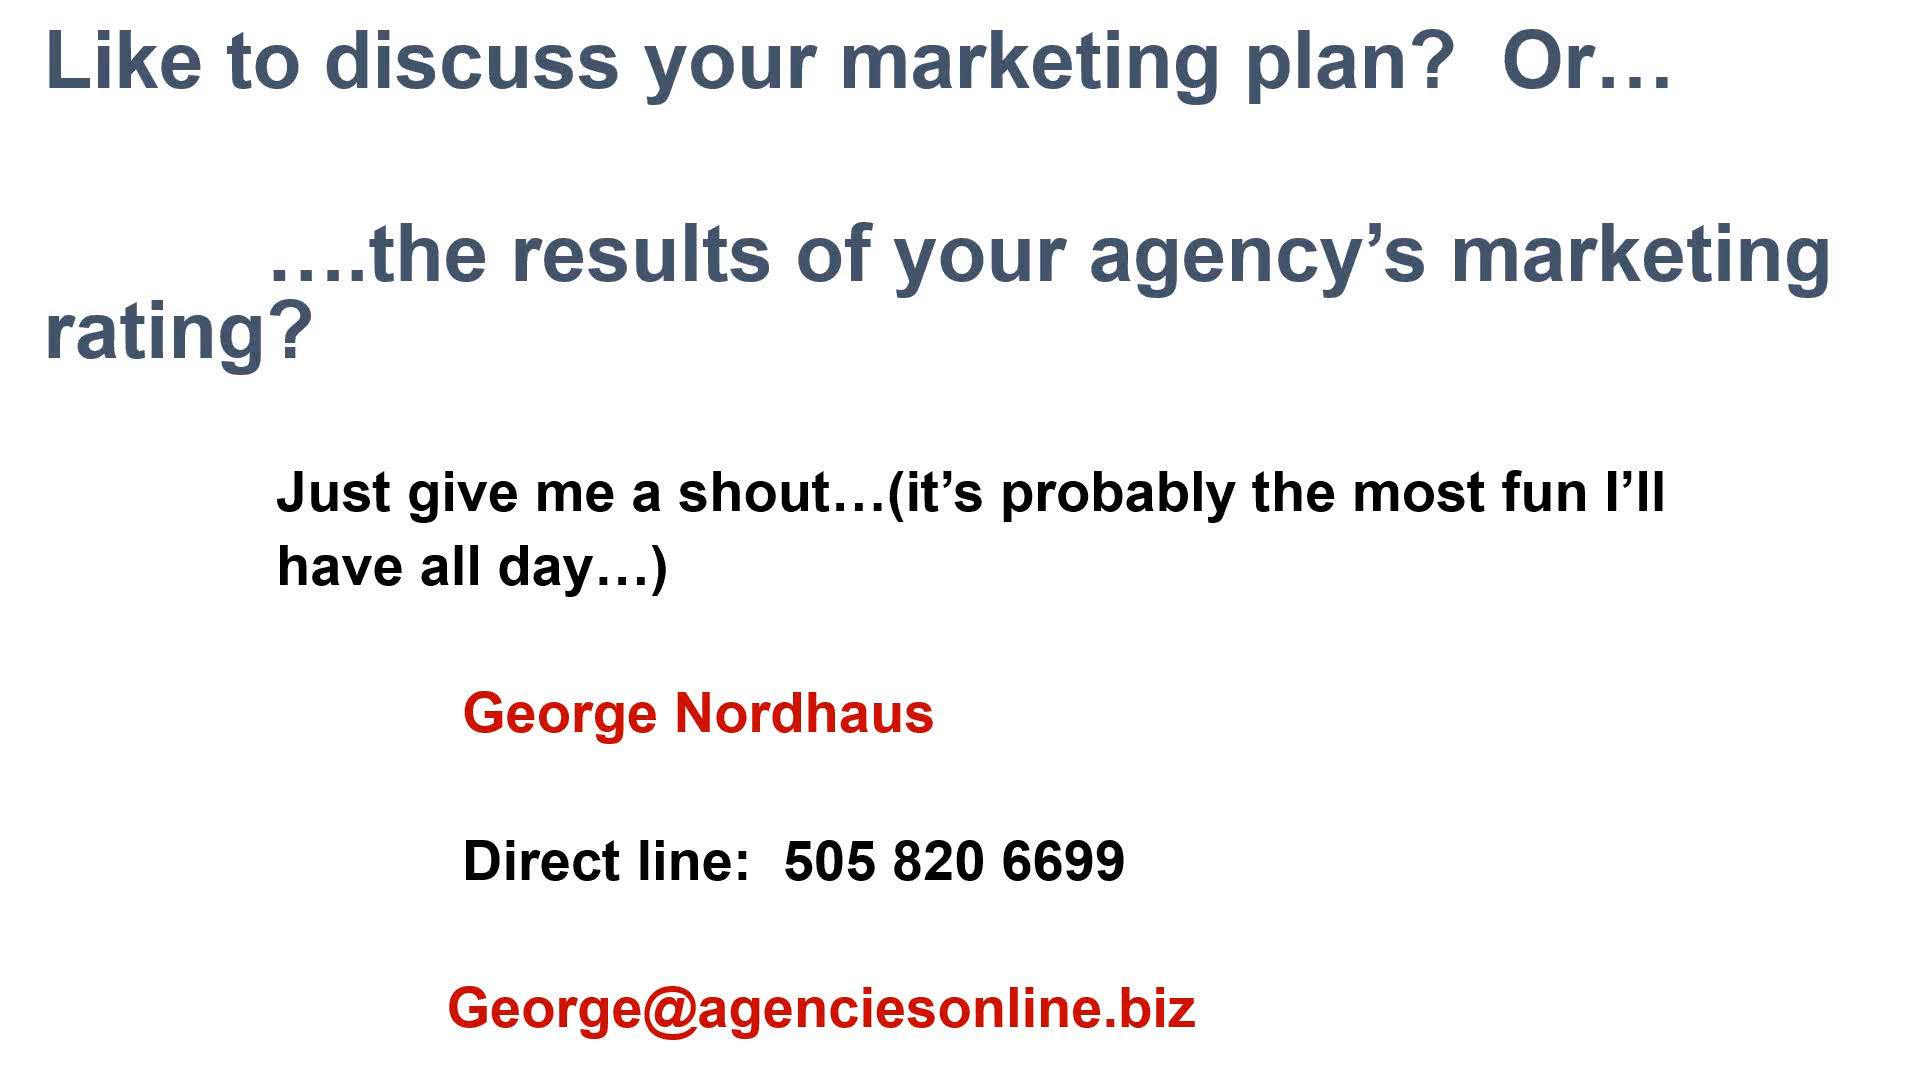 Like to discuss your marketing plan?  Or…
….the results of your agency’s marketing
rating?
Just give me a shout…(it’s probably the most fun I’ll
have all day…)
George Nordhaus
Direct line:  505 820 6699
George@agenciesonline.biz